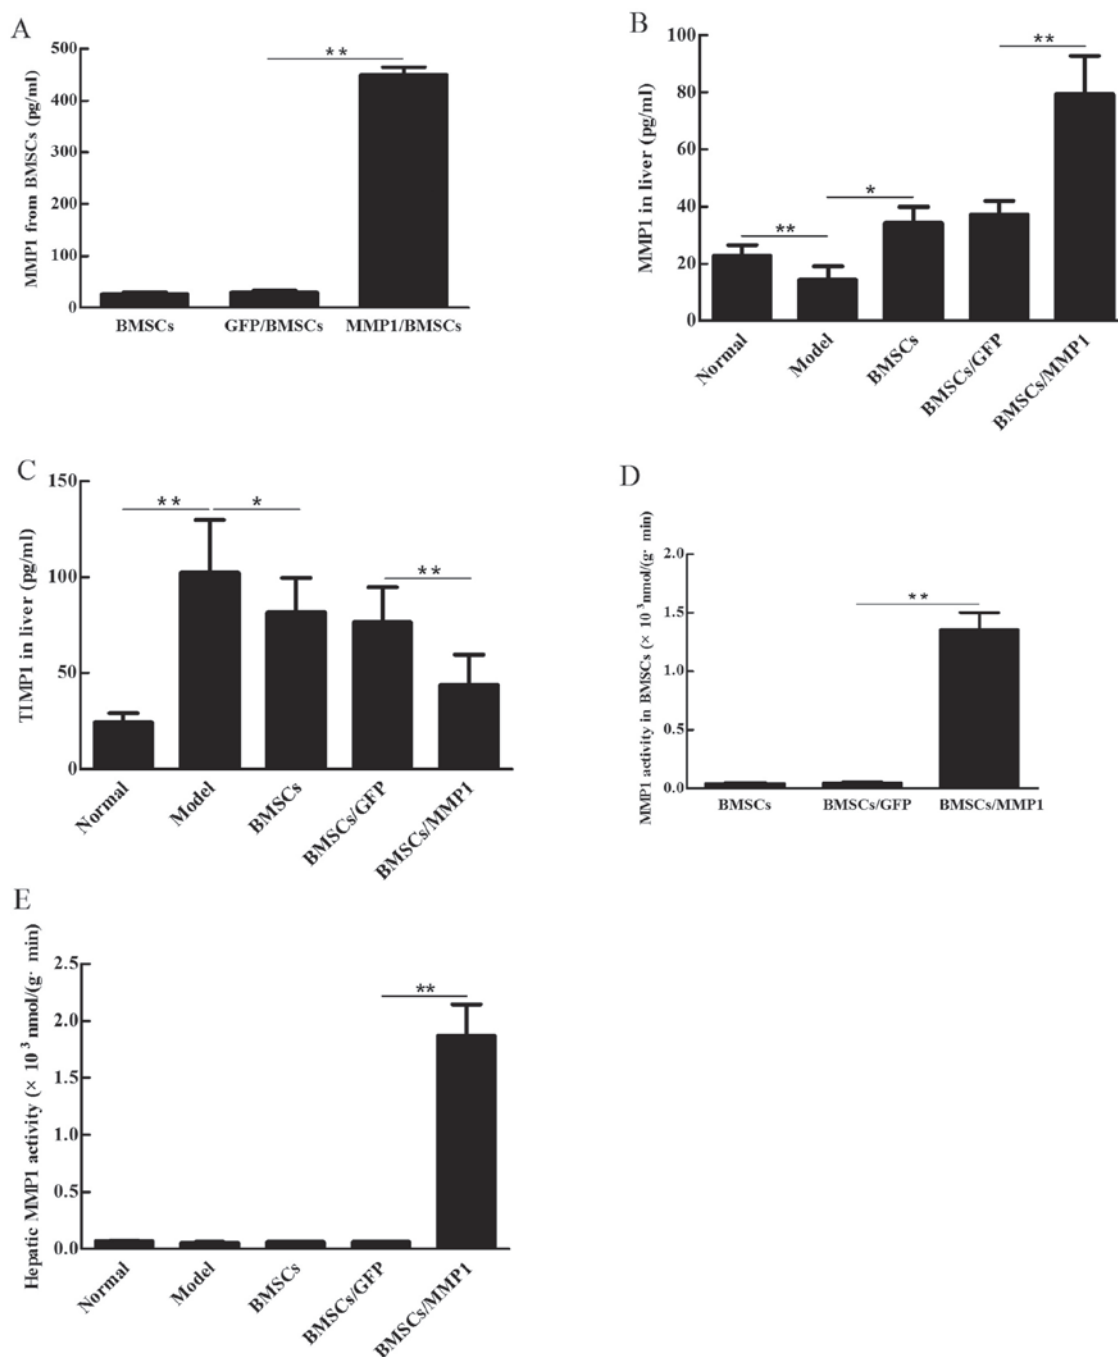 A
MMP1 from BMSCs (pg/ml)
500
400
300
200
100
0
**
BMSCs
GFP/BMSCs
MMP1/BMSCs
B
MMP1 in liver (pg/ml)
100
80
60
40
20
0
**
*
**
Normal
Model
BMSCs
BMSCs/GFP
BMSCs/MMP1
C
TIMP1 in liver (pg/ml)
150
100
50
0
**
*
**
Normal
Model
BMSCs
BMSCs/GFP
BMSCs/MMP1
D
MMP1 activity in BMSCs (× 10 ³nmol/(g· min)
2.0
1.5
1.0
0.5
0.0
**
BMSCs
BMSCs/GFP
BMSCs/MMP1
E
Hepatic MMP1 activity (× 10 ³ nmol/(g· min)
2.5
2.0
1.5
1.0
0.5
0.0
**
Normal
Model
BMSCs
BMSCs/GFP
BMSCs/MMP1